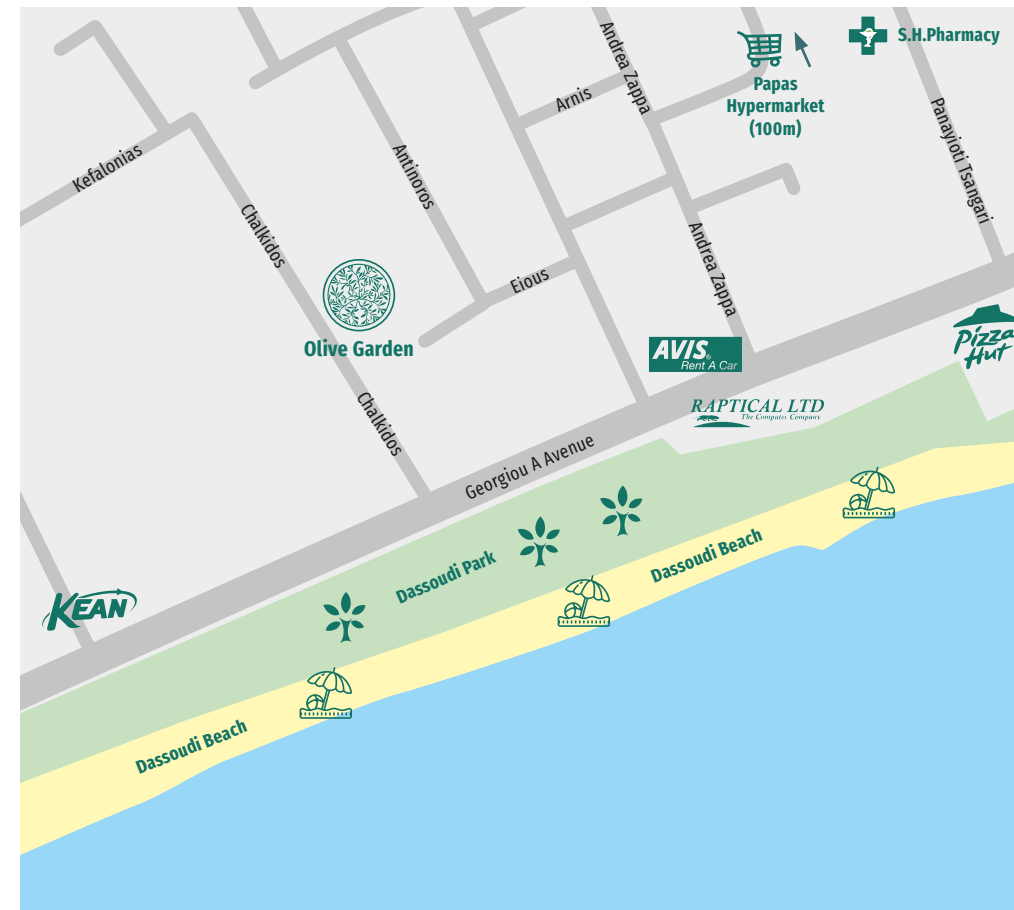 S.H.Pharmacy
Andrea Zappa
Papas
Hypermarket
(100m)
Arnis
Panayioti Tsangari
Kefalonias
Antinoros
Chalkidos
Andrea Zappa
Eious
Olive Garden
AVIS
Rent A Car
Pizza
Hut
RAPTICAL LTD
The Computer Company
Chalkidos
Georgiou A Avenue
Dassoudi Park
Dassoudi Beach
KEAN
Dassoudi Beach